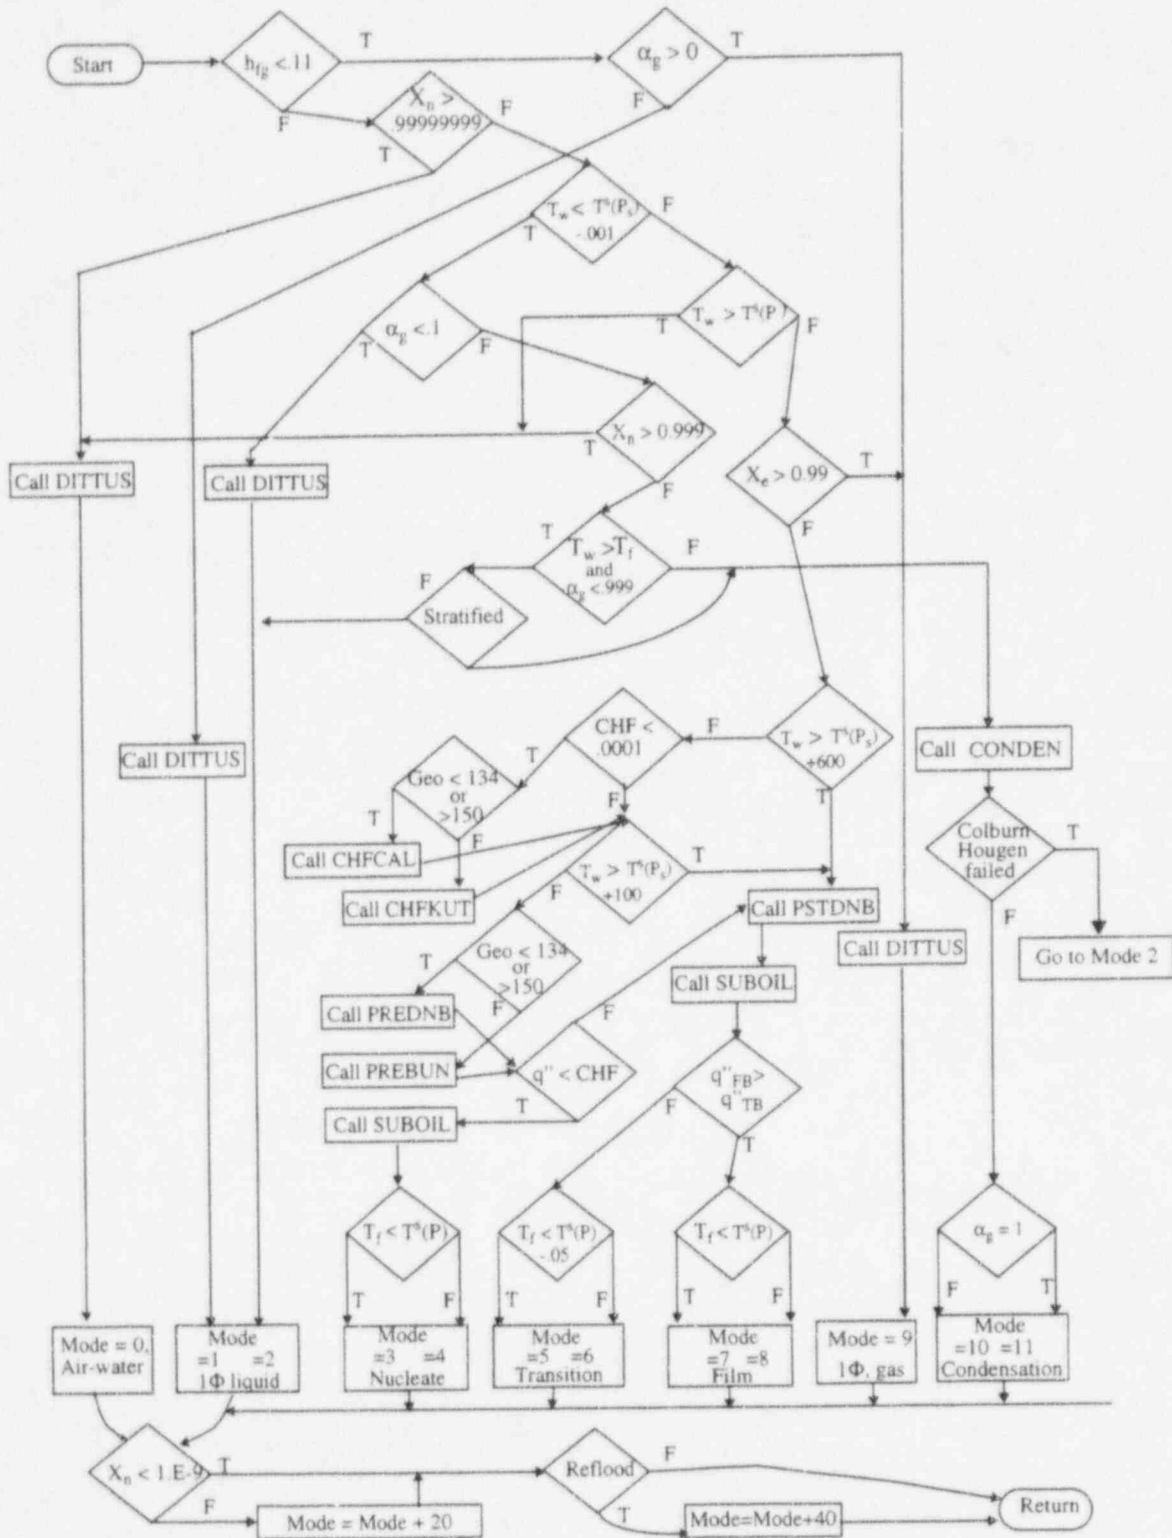 Start
h_fg <.11
T
F
α_g > 0
T
F
X_n >
.99999999
F
T
T_w < T^s(P_s)
-.001
F
T
α_g <.1
T
F
T_w > T^s(P)
T
F
X_n > 0.999
T
F
X_e > 0.99
T
F
Call DITTUS
Call DITTUS
T_w >T_f
and
α_g <.999
T
F
F
Stratified
CHF <
.0001
F
T
F
T_w > T^s(P_s)
+600
T
Call CONDEN
Call DITTUS
Geo < 134
or
>150
T
F
Call CHFCAL
Call CHFKUT
T_w > T^s(P_s)
+100
T
F
Call PSTDNB
Colburn
Hougen
failed
T
F
Call DITTUS
Go to Mode 2
Geo < 134
or
>150
T
F
Call SUBOIL
Call PREDNB
Call PREBUN
q" < CHF
F
T
Call SUBOIL
q"_FB >
q"_TB
F
T
T_f < T^s(P)
T
F
T_f < T^s(P)
-.05
T
F
T_f < T^s(P)
T
F
α_g = 1
F
T
Mode = 0,
Air-water
Mode
=1 =2
1Φ liquid
Mode
=3 =4
Nucleate
Mode
=5 =6
Transition
Mode
=7 =8
Film
Mode = 9
1Φ, gas
Mode
=10 =11
Condensation
X_n < 1.E-9
T
F
Mode = Mode + 20
Reflood
F
T
Mode=Mode+40
Return